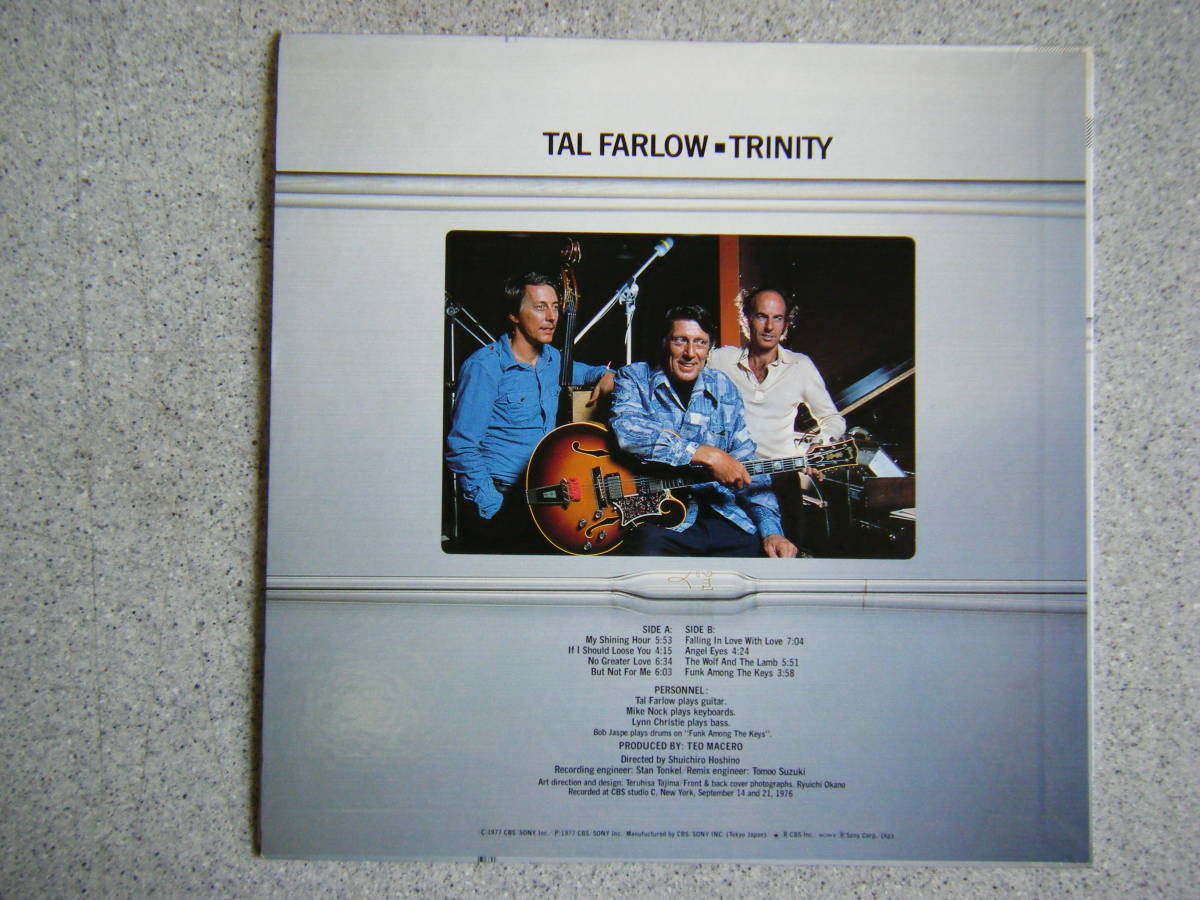 TAL FARLOW ▪ TRINITY
SIDE A:
My Shining Hour 5:53
If I Should Loose You 4:15
No Greater Love 6:34
But Not For Me 6:03
SIDE B:
Falling In Love With Love 7:04
Angel Eyes 4:24
The Wolf And The Lamb 5:51
Funk Among The Keys 3:58
PERSONNEL:
Tal Farlow plays guitar.
Mike Nock plays keyboards.
Lynn Christie plays bass.
Bob Jaspe plays drums on "Funk Among The Keys".
PRODUCED BY: TEO MACERO
Directed by Shuichiro Hoshino
Recording engineer: Stan Tonkel/Remix engineer: Tomoo Suzuki
Art direction and design: Teruhisa Tajima/Front & back cover photographs, Ryuichi Okano
Recorded at CBS studio C, New York, September 14 and 21, 1976
© 1977 CBS/SONY Inc./℗ 1977 CBS/SONY Inc./Manufactured by CBS/SONY INC. (Tokyo Japan)/ ® CBS Inc. SONY® Sony Corp.